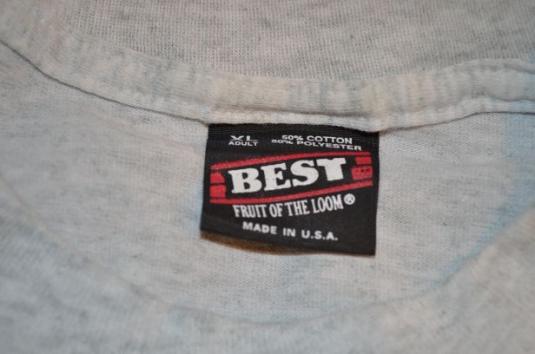 XL 50% COTTON
ADULT 50% POLYESTER
BEST
FRUIT OF THE LOOM®
MADE IN U.S.A.